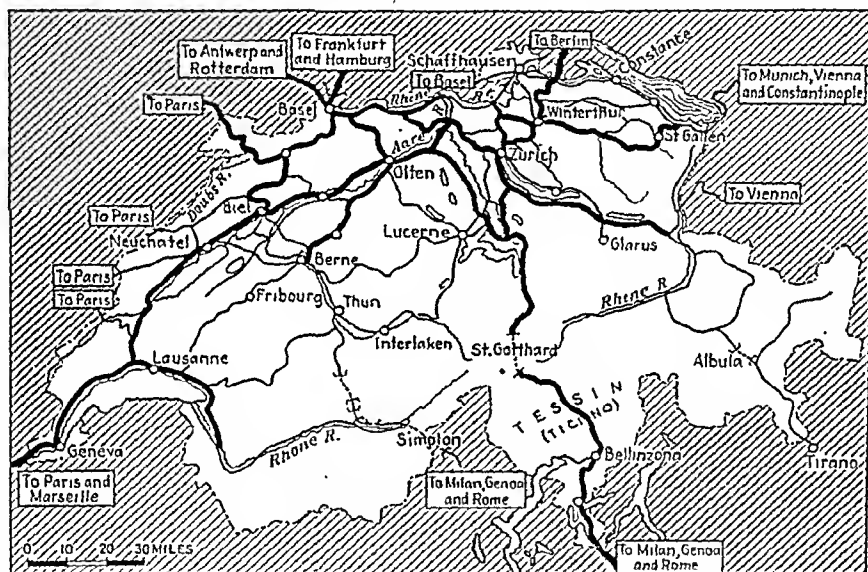 To Antwerp and
Rotterdam
To Frankfurt
and Hamburg
Schaffhausen
To Basel
To Berlin
Constance
To Munich, Vienna
and Constantinople
To Paris
Basel
Rhine R.
Winterthur
St Gallen
Aare R.
Olten
Zurich
Doubs R.
To Vienna
To Paris
Biel
Neuchatel
Lucerne
Glarus
Berne
To Paris
To Paris
Fribourg
Thun
Rhine R
Interlaken
St. Gotthard
Albula
Lausanne
TESSIN
(TICINO)
Geneva
Rhone R.
Simplon
Bellinzona
Tirano
To Paris and
Marseille
To Milan, Genoa
and Rome
0 10 20 30 MILES
To Milan, Genoa
and Rome